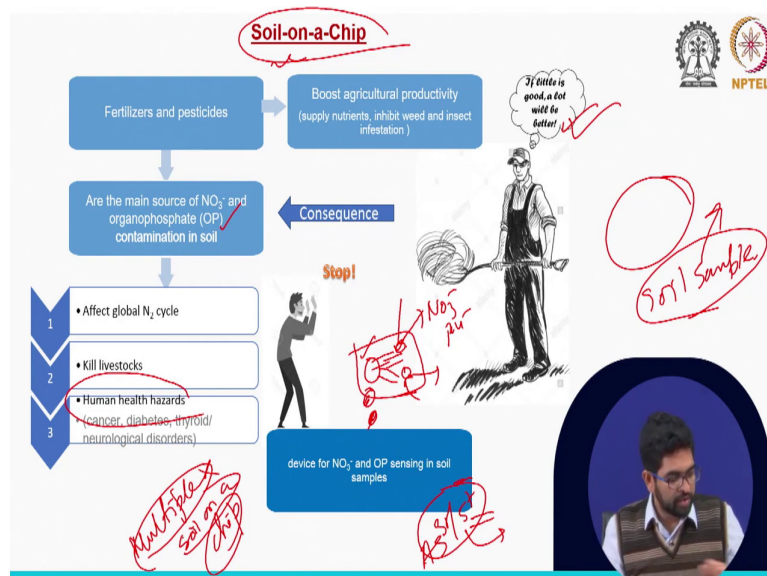 Soil-on-a-Chip
NPTEL
Fertilizers and pesticides
Boost agricultural productivity
(supply nutrients, inhibit weed and insect
infestation )
If little is
good, a lot
will be
better!
Are the main source of NO3- and
organophosphate (OP)
contamination in soil
Consequence
Soil Sample
Stop!
NO3-
1
• Affect global N2 cycle
2
• Kill livestocks
3
• Human health hazards
• (cancer, diabetes, thyroid/
neurological disorders)
device for NO3- and OP sensing in soil
samples
Multiplex
Soil on a
chip